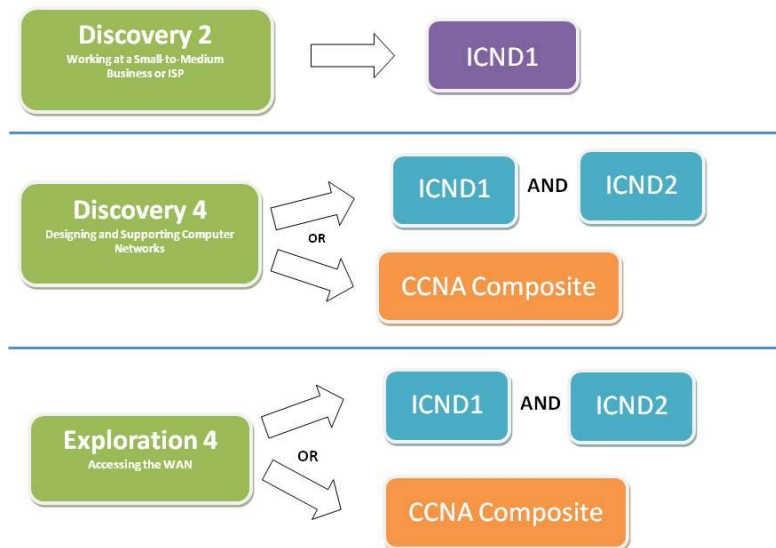 Discovery 2
Working at a Small-to-Medium
Business or ISP
ICND1
Discovery 4
Designing and Supporting Computer
Networks
OR
ICND1
AND
ICND2
CCNA Composite
Exploration 4
Accessing the WAN
OR
ICND1
AND
ICND2
CCNA Composite